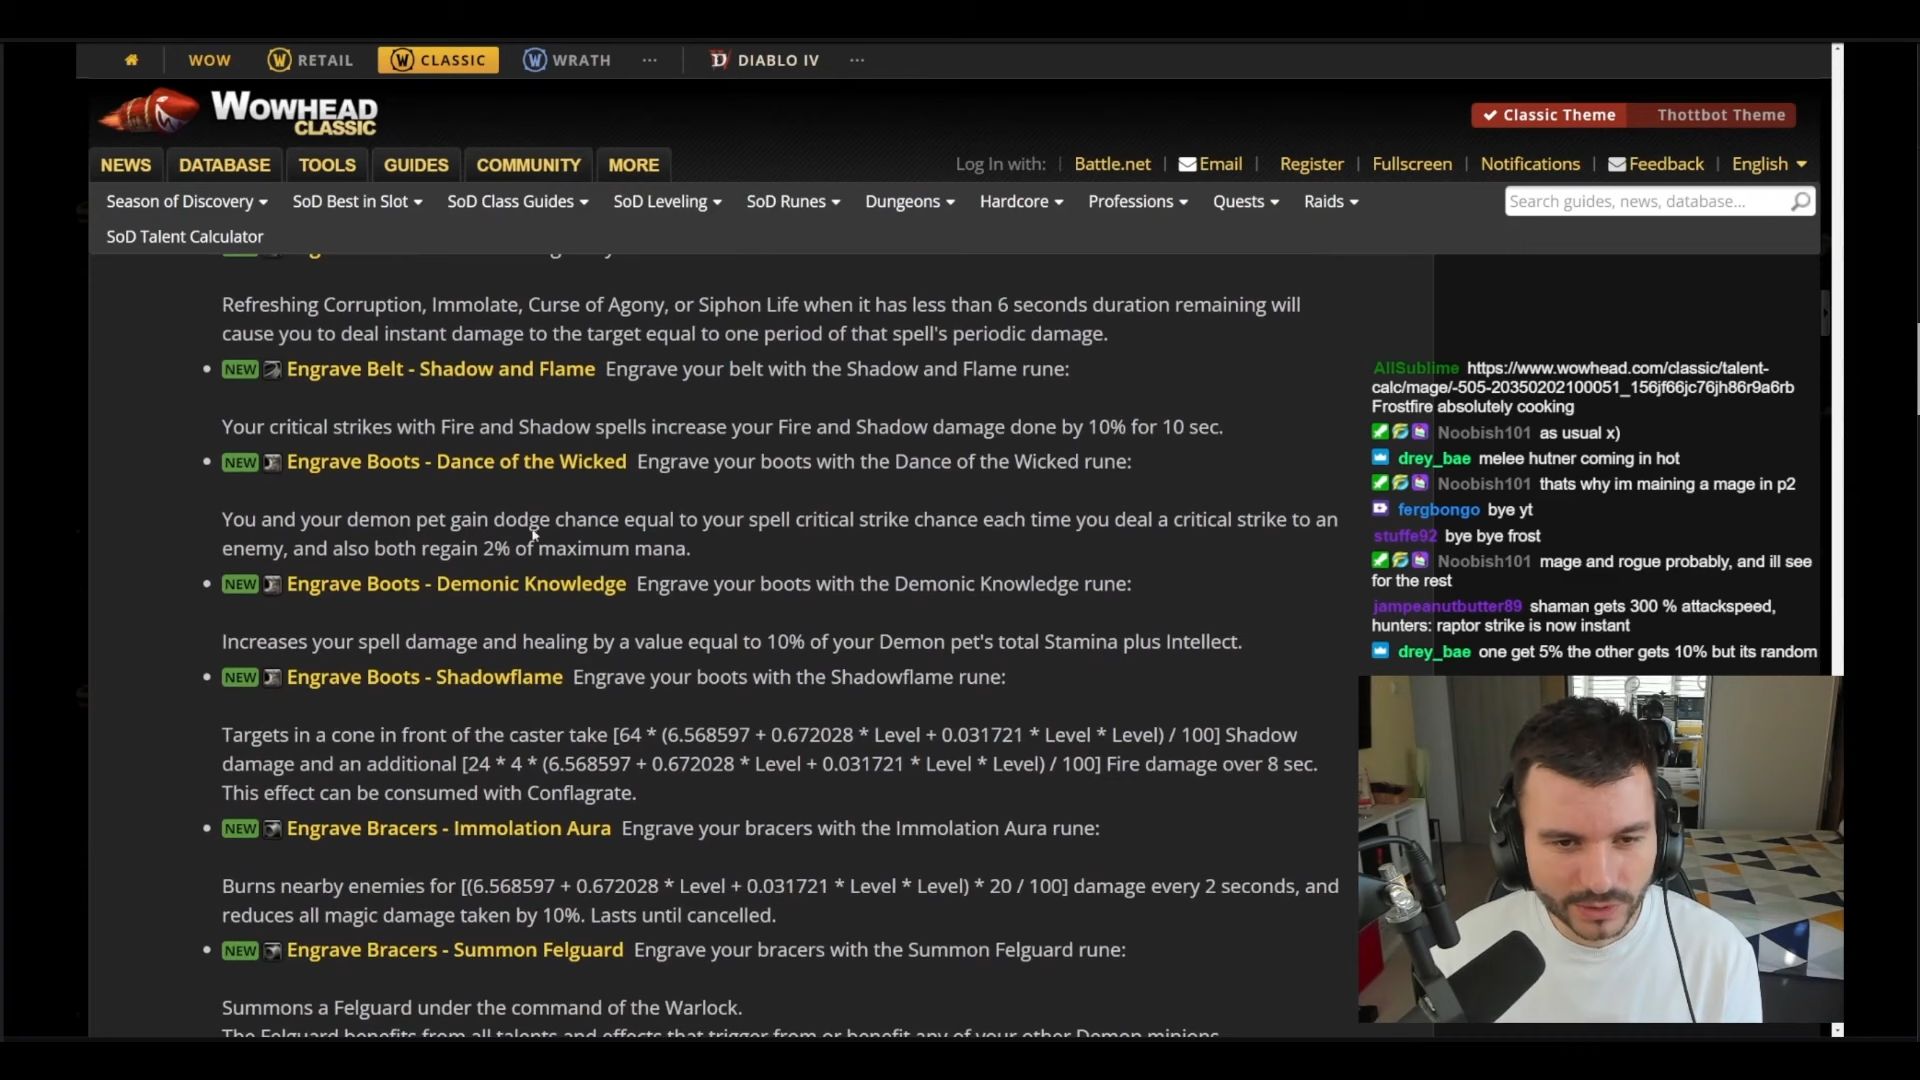 WOW RETAIL CLASSIC WRATH ... DIABLO IV ...
WOWHEAD
CLASSIC
Classic Theme Thottbot Theme
NEWS DATABASE TOOLS GUIDES COMMUNITY MORE Log In with: | Battle.net | Email | Register | Fullscreen | Notifications | Feedback | English
Season of Discovery SoD Best in Slot SoD Class Guides SoD Leveling SoD Runes Dungeons Hardcore Professions Quests Raids Search guides, news, database...
SoD Talent Calculator
Refreshing Corruption, Immolate, Curse of Agony, or Siphon Life when it has less than 6 seconds duration remaining will
cause you to deal instant damage to the target equal to one period of that spell's periodic damage.
• NEW Engrave Belt - Shadow and Flame Engrave your belt with the Shadow and Flame rune:
Your critical strikes with Fire and Shadow spells increase your Fire and Shadow damage done by 10% for 10 sec.
• NEW Engrave Boots - Dance of the Wicked Engrave your boots with the Dance of the Wicked rune:
You and your demon pet gain dodge chance equal to your spell critical strike chance each time you deal a critical strike to an
enemy, and also both regain 2% of maximum mana.
• NEW Engrave Boots - Demonic Knowledge Engrave your boots with the Demonic Knowledge rune:
Increases your spell damage and healing by a value equal to 10% of your Demon pet's total Stamina plus Intellect.
• NEW Engrave Boots - Shadowflame Engrave your boots with the Shadowflame rune:
Targets in a cone in front of the caster take [64 * (6.568597 + 0.672028 * Level + 0.031721 * Level * Level) / 100] Shadow
damage and an additional [24 * 4 * (6.568597 + 0.672028 * Level + 0.031721 * Level * Level) / 100] Fire damage over 8 sec.
This effect can be consumed with Conflagrate.
• NEW Engrave Bracers - Immolation Aura Engrave your bracers with the Immolation Aura rune:
Burns nearby enemies for [(6.568597 + 0.672028 * Level + 0.031721 * Level * Level) * 20 / 100] damage every 2 seconds, and
reduces all magic damage taken by 10%. Lasts until cancelled.
• NEW Engrave Bracers - Summon Felguard Engrave your bracers with the Summon Felguard rune:
Summons a Felguard under the command of the Warlock.
The Felguard benefits from all talents and effects that trigger from or benefit any of your other Demon minions.
AllSublime https://www.wowhead.com/classic/talent-
calc/mage/-505-20350202100051_156jf66jc76jh86r9a6rb
Frostfire absolutely cooking
Noobish101 as usual x)
drey_bae melee hutner coming in hot
Noobish101 thats why im maining a mage in p2
fergbongo bye yt
stuffe92 bye bye frost
Noobish101 mage and rogue probably, and ill see
for the rest
jampeanutbutter89 shaman gets 300 % attackspeed,
hunters: raptor strike is now instant
drey_bae one get 5% the other gets 10% but its random